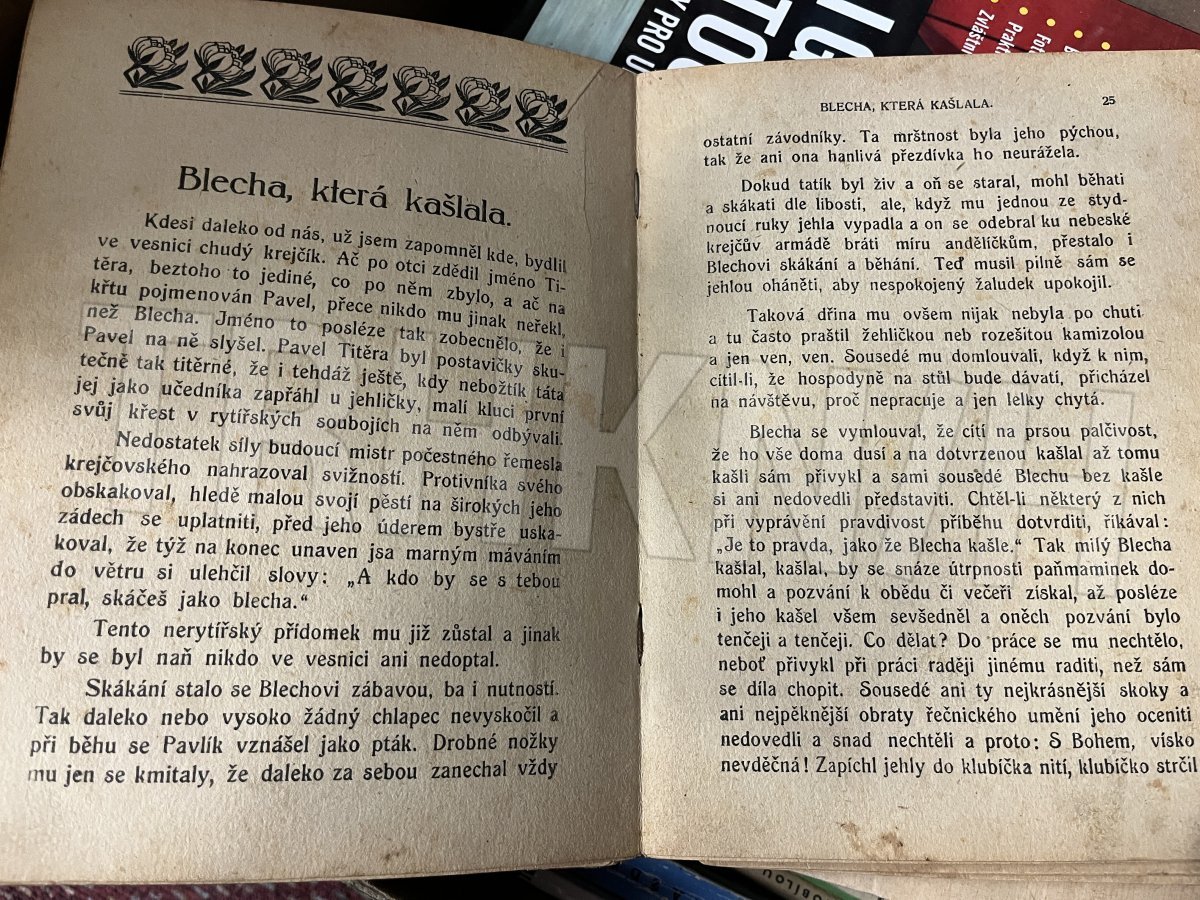 Blecha, která kašlala.
Kdesi daleko od nás, už jsem zapomněl kde, bydlil
ve vesnici chudý krejčík. Ač po otci zdědil jméno Ti-
těra, beztoho to jediné, co po něm zbylo, a ač na
křtu pojmenován Pavel, přece nikdo mu jinak neřekl,
než Blecha. Jméno to posléze tak zobecnělo, že i
Pavel na ně slyšel. Pavel Titěra byl postavičky sku-
tečně tak titěrné, že i tehdáž ještě, kdy nebožtík táta
jej jako učedníka zapřáhl u jehličky, malí kluci první
svůj křest v rytířských soubojích na něm odbývali.
Nedostatek síly budoucí mistr počestného řemesla
krejčovského nahrazoval svižností. Protivníka svého
obskakoval, hledě malou svojí pěstí na širokých jeho
zádech se uplatniti, před jeho úderem bystře uska-
koval, že týž na konec unaven jsa marným máváním
do větru si ulehčil slovy: „A kdo by se s tebou
pral, skáčeš jako blecha.“
Tento nerytířský přídomek mu již zůstal a jinak
by se byl naň nikdo ve vesnici ani nedoptal.
Skákání stalo se Blechovi zábavou, ba i nutností.
Tak daleko nebo vysoko žádný chlapec nevyskočil a
při běhu se Pavlík vznášel jako pták. Drobné nožky
mu jen se kmitaly, že daleko za sebou zanechal vždy
BLECHA, KTERÁ KAŠLALA. 25
ostatní závodníky. Ta mrštnost byla jeho pýchou,
tak že ani ona hanlivá přezdívka ho neurážela.
Dokud tatík byl živ a oň se staral, mohl běhati
a skákati dle libosti, ale, když mu jednou ze styd-
noucí ruky jehla vypadla a on se odebral ku nebeské
krejčův armádě bráti míru andělíčkům, přestalo i
Blechovi skákání a běhání. Teď musil pilně sám se
jehlou oháněti, aby nespokojený žaludek upokojil.
Taková dřina mu ovšem nijak nebyla po chuti
a tu často praštil žehličkou neb rozešitou kamizolou
a jen ven, ven. Sousedé mu domlouvali, když k nim,
cítil-li, že hospodyně na stůl bude dávati, přicházel
na návštěvu, proč nepracuje a jen lelky chytá.
Blecha se vymlouval, že cítí na prsou palčivost,
že ho vše doma dusí a na dotvrzenou kašlal až tomu
kašli sám přivykl a sami sousedé Blechu bez kašle
si ani nedovedli představiti. Chtěl-li některý z nich
při vyprávění pravdivost příběhu dotvrditi, říkával:
„Je to pravda, jako že Blecha kašle.“ Tak milý Blecha
kašlal, kašlal, by se snáze útrpnosti paňmaminek do-
mohl a pozvání k obědu či večeři získal, až posléze
i jeho kašel všem sevšedněl a oněch pozvání bylo
tenčeji a tenčeji. Co dělat? Do práce se mu nechtělo,
neboť přivykl při práci raději jinému raditi, než sám
se díla chopit. Sousedé ani ty nejkrásnější skoky a
ani nejpěknější obraty řečnického umění jeho oceniti
nedovedli a snad nechtěli a proto: S Bohem, vísko
nevděčná! Zapíchl jehly do klubíčka nití, klubíčko strčil